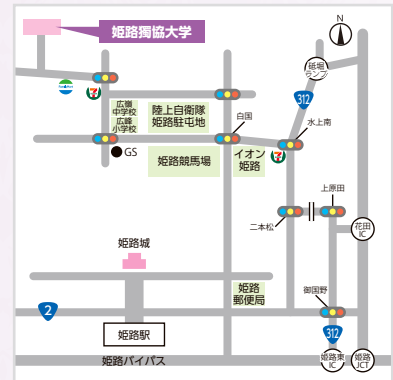 姫路獨協大学
N
砥堀
ランプ
312
FamilyMart
7
広嶺
中学校
広峰
小学校
陸上自衛隊
姫路駐屯地
白国
水上南
GS
姫路競馬場
イオン
姫路
7
上原田
二本松
花田
IC
姫路城
姫路
郵便局
御国野
2
姫路駅
312
姫路バイパス
姫路東
IC
姫路
JCT